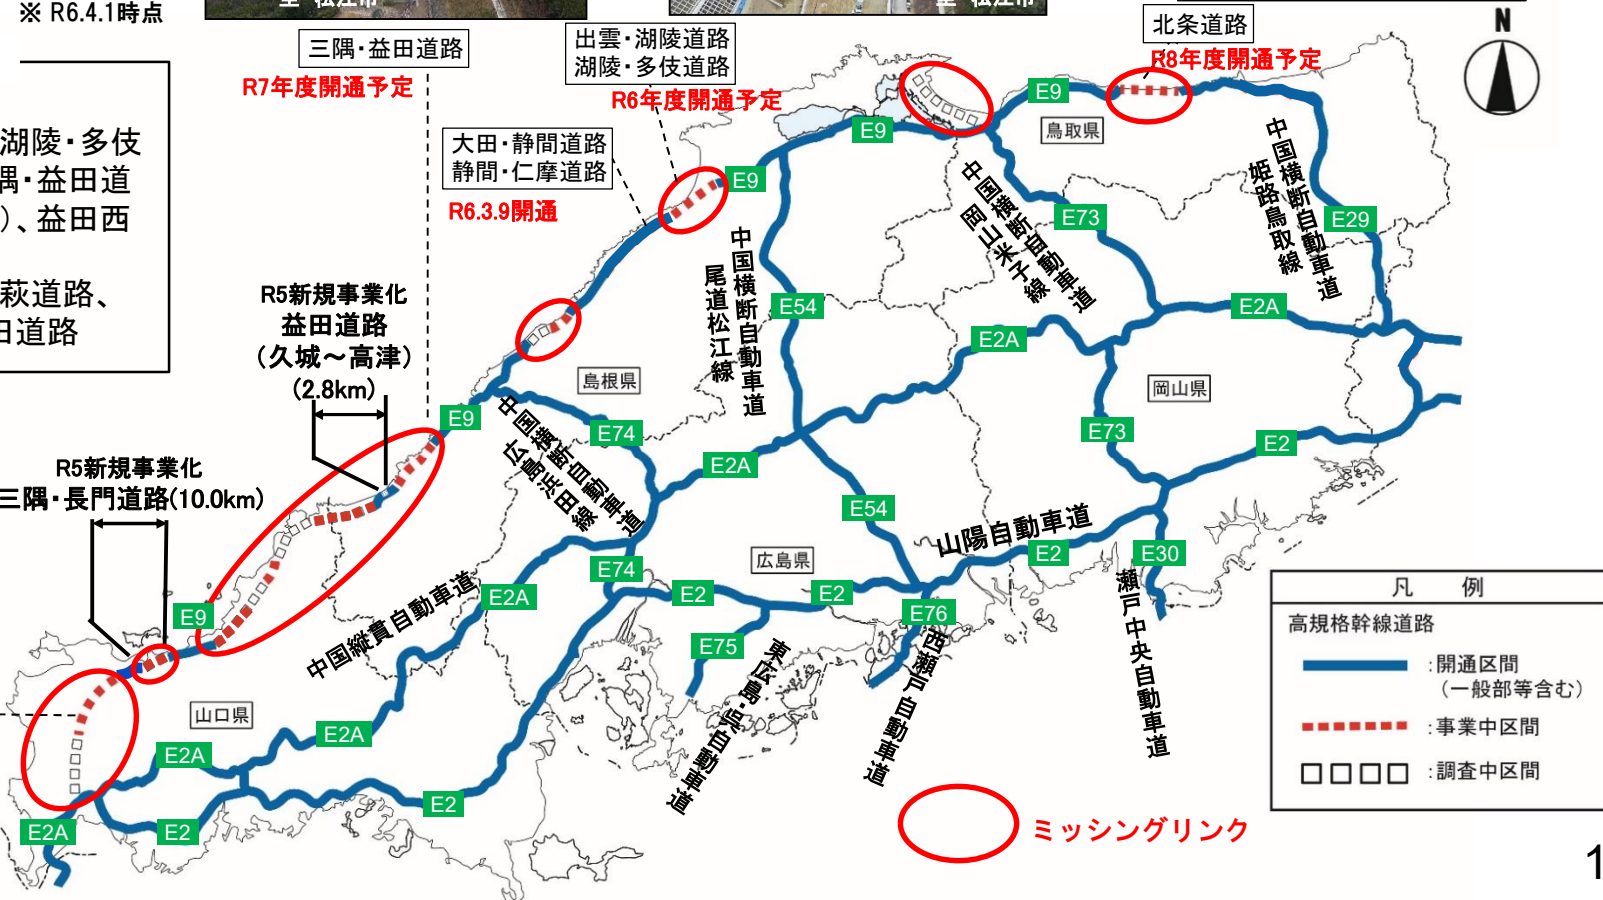 ※ R6.4.1時点
湖陵・多伎
隅・益田道
)、益田西
萩道路、
田道路
三隅・益田道路
R7年度開通予定
出雲・湖陵道路
湖陵・多伎道路
R6年度開通予定
大田・静間道路
静間・仁摩道路
R6.3.9開通
北条道路
R8年度開通予定
N
R5新規事業化
益田道路
(久城～高津)
(2.8km)
R5新規事業化
三隅・長門道路(10.0km)
E9
E9
E9
E9
E9
E54
E54
E73
E73
E29
E2A
E2A
E2A
E2A
E2A
E2A
E2A
E74
E74
E2
E2
E2
E2
E2
E2
E30
E75
E76
鳥取県
島根県
岡山県
広島県
山口県
中国横断自動車道
尾道松江線
中国横断自動車道
岡山米子線
中国横断自動車道
姫路鳥取線
中国横断自動車道
広島浜田線
中国縦貫自動車道
山陽自動車道
瀬戸中央自動車道
西瀬戸自動車道
東広島・呉自動車道
ミッシングリンク
凡 例
高規格幹線道路
:開通区間
(一般部等含む)
:事業中区間
:調査中区間
1